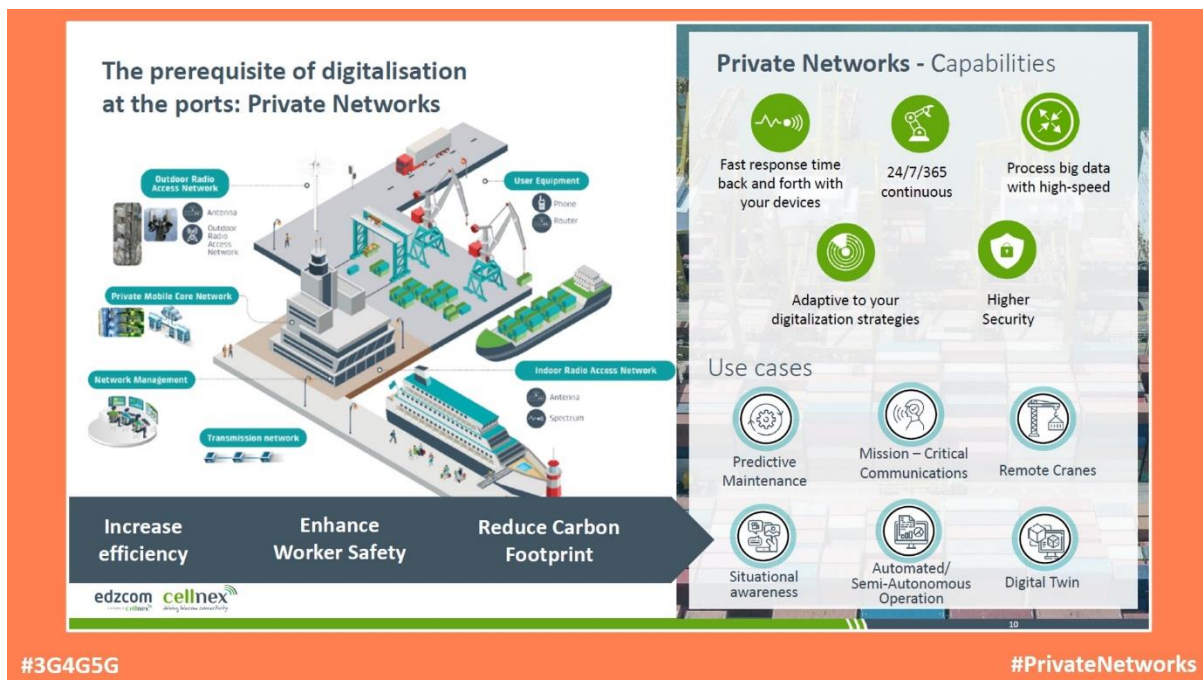 The prerequisite of digitalisation
at the ports: Private Networks
Outdoor Radio
Access Network
Antenna
Outdoor
Radio
Access
Network
User Equipment
Phone
Router
Private Mobile Core Network
Network Management
Transmission network
Indoor Radio Access Network
Antenna
Spectrum
Increase
efficiency
Enhance
Worker Safety
Reduce Carbon
Footprint
edzcom
cellnex
cellnex
driving telecom connectivity
Private Networks - Capabilities
Fast response time
back and forth with
your devices
24/7/365
continuous
Process big data
with high-speed
Adaptive to your
digitalization strategies
Higher
Security
Use cases
Predictive
Maintenance
Mission – Critical
Communications
Remote Cranes
Situational
awareness
Automated/
Semi-Autonomous
Operation
Digital Twin
10
#3G4G5G
#PrivateNetworks